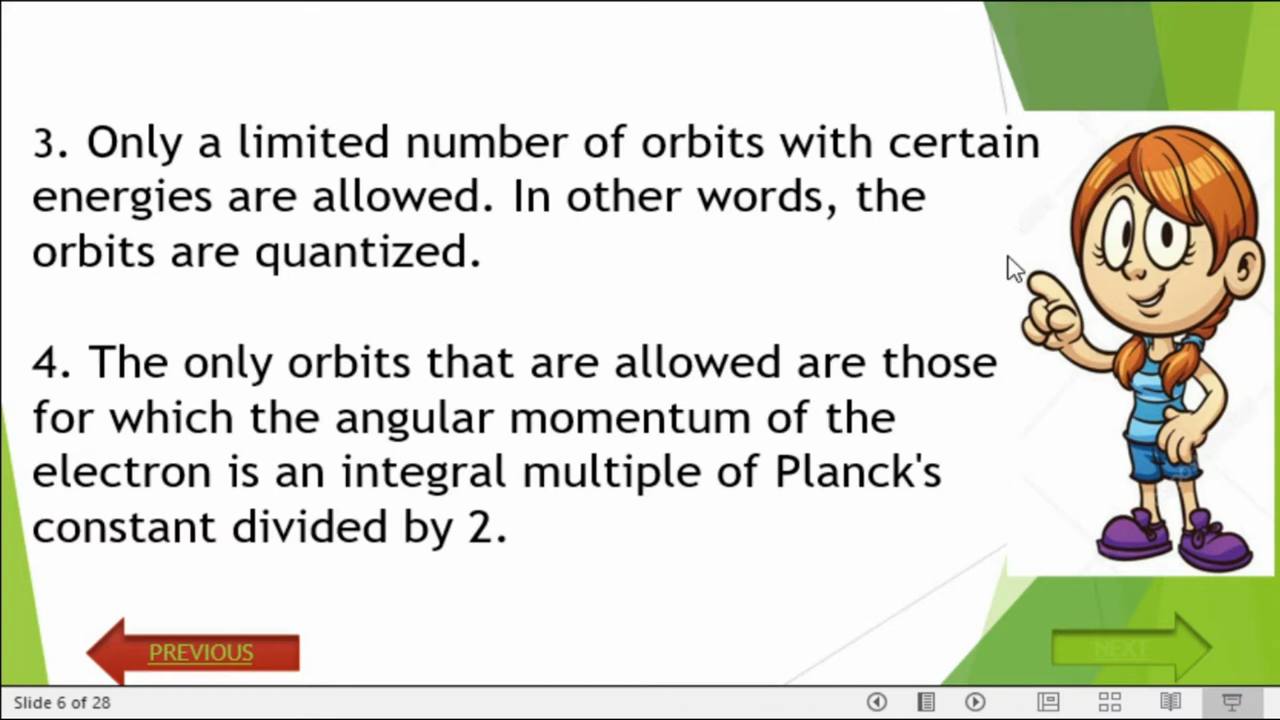 3. Only a limited number of orbits with certain
energies are allowed. In other words, the
orbits are quantized.
4. The only orbits that are allowed are those
for which the angular momentum of the
electron is an integral multiple of Planck's
constant divided by 2.
PREVIOUS
NEXT
Slide 6 of 28